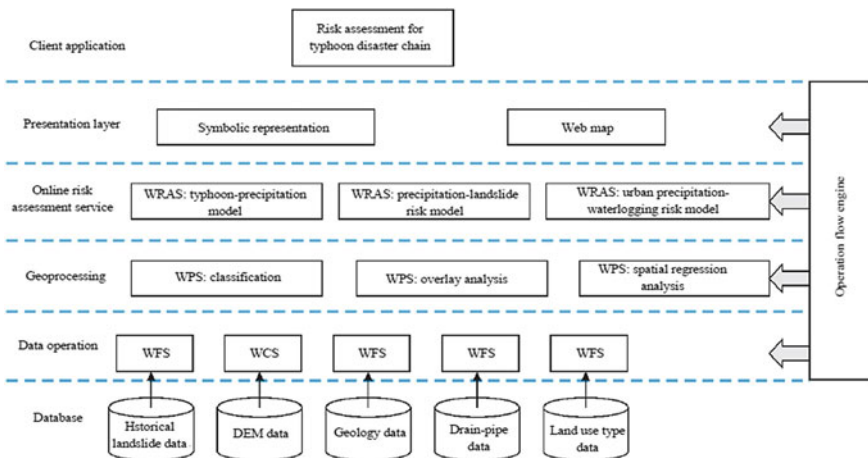 Client application
Risk assessment for
typhoon disaster chain
Presentation layer
Symbolic representation
Web map
Online risk
assessment service
WRAS: typhoon-precipitation
model
WRAS: precipitation-landslide
risk model
WRAS: urban precipitation-
waterlogging risk model
Geoprocessing
WPS: classification
WPS: overlay analysis
WPS: spatial regression
analysis
Operation flow engine
Data operation
WFS
WCS
WFS
WFS
WFS
Database
Hstorical
landslide data
DEM data
Geology data
Drain-pipe
data
Land use type
data